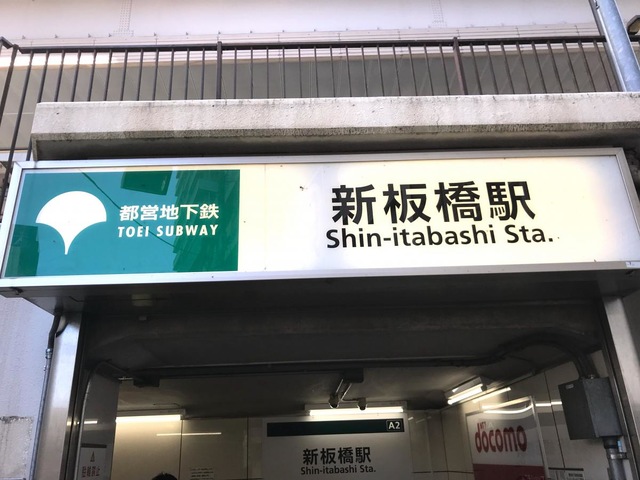 都営地下鉄
TOEI SUBWAY
新板橋駅
Shin-itabashi Sta.
A2
新板橋駅
Shin-itabashi Sta.
docomo